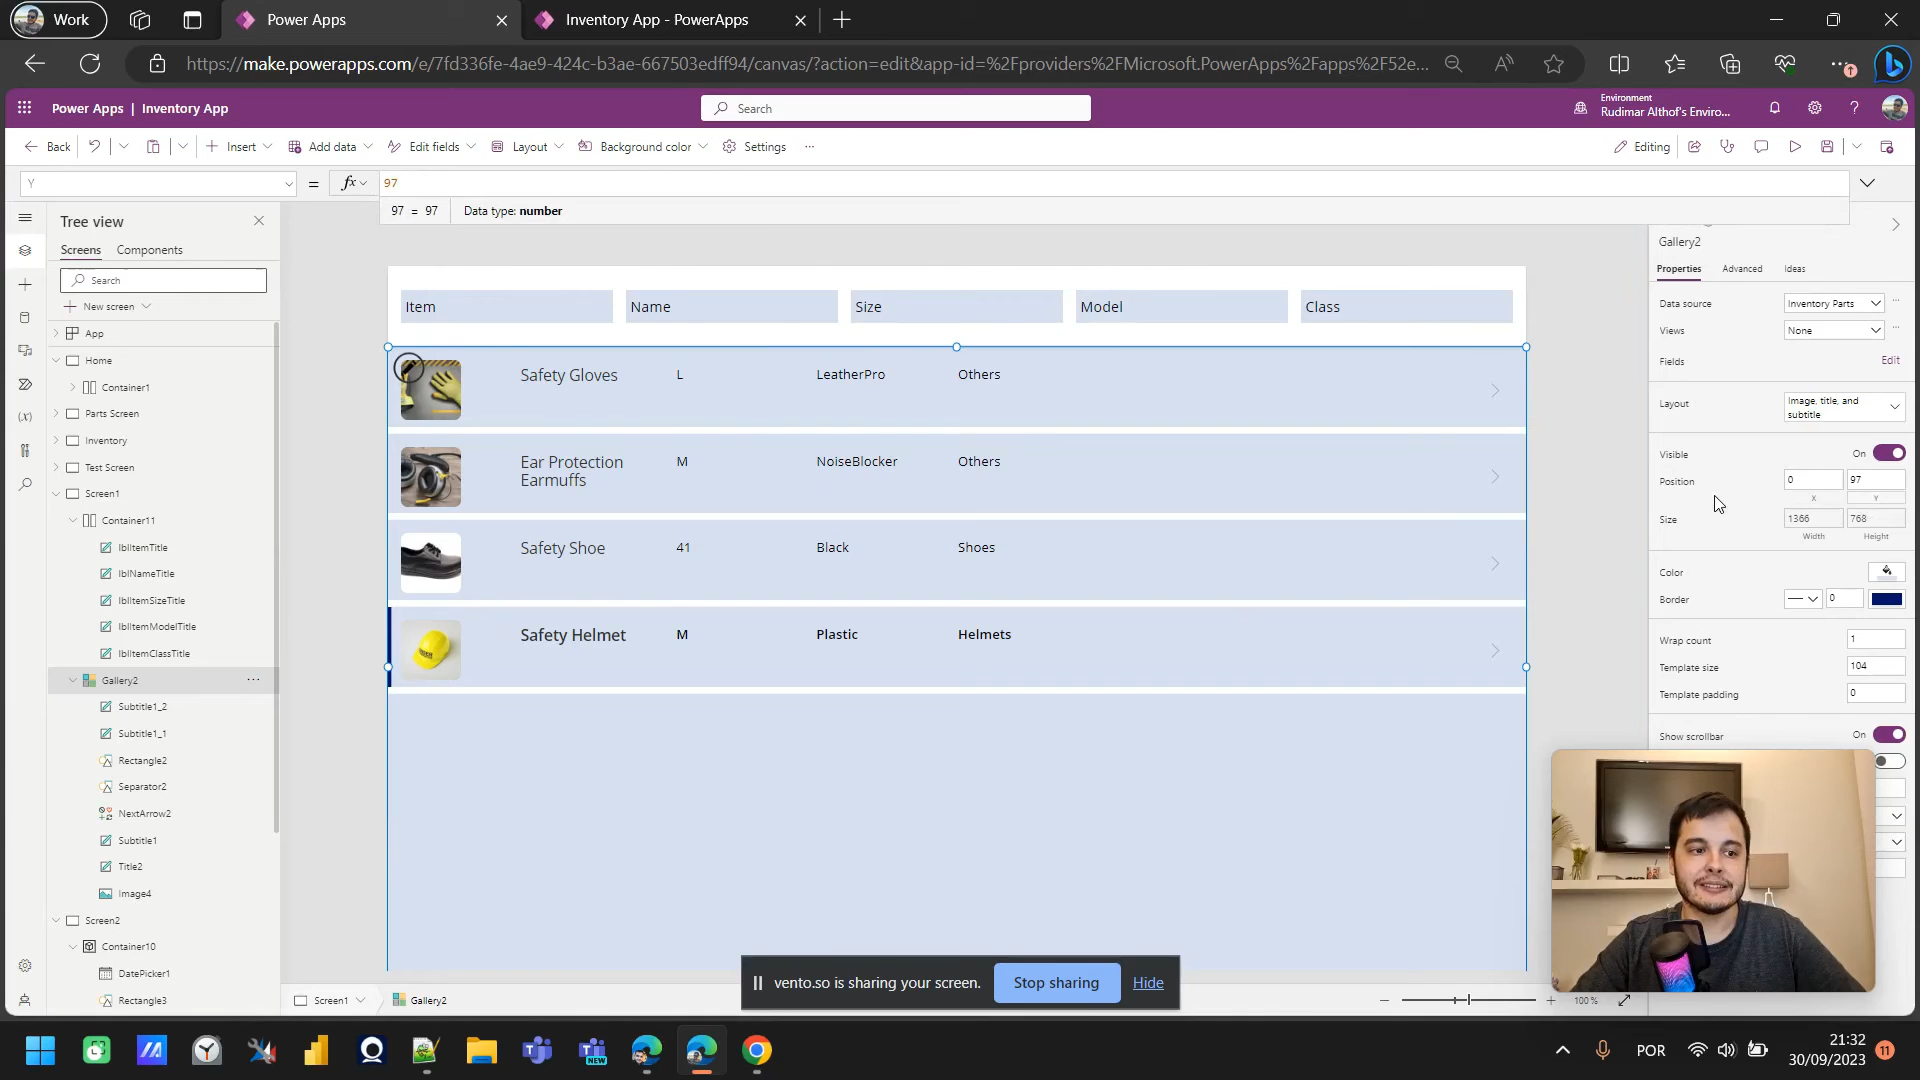 Work
Power Apps
Inventory App - PowerApps
https://make.powerapps.com/e/7fd336fe-4ae9-424c-b3ae-667503edff94/canvas/?action=edit&app-id=%2Fproviders%2FMicrosoft.PowerApps%2Fapps%2F52e...
Power Apps | Inventory App
Search
Environment
Rudimar Althof's Enviro...
Back
Insert
Add data
Edit fields
Layout
Background color
Settings
...
Editing
Y
=
fx
97
97 = 97
Data type: number
Tree view
Screens
Components
Search
New screen
App
Home
Container1
Parts Screen
Inventory
Test Screen
Screen1
Container11
lblItemTitle
lblNameTitle
lblItemSizeTitle
lblItemModelTitle
lblItemClassTitle
Gallery2
...
Subtitle1_2
Subtitle1_1
Rectangle2
Separator2
NextArrow2
Subtitle1
Title2
Image4
Screen2
Container10
DatePicker1
Rectangle3
Item
Name
Size
Model
Class
Safety Gloves
L
LeatherPro
Others
Ear Protection
Earmuffs
M
NoiseBlocker
Others
Safety Shoe
41
Black
Shoes
Safety Helmet
M
Plastic
Helmets
Gallery2
Properties
Advanced
Ideas
Data source
Inventory Parts
Views
None
Fields
Edit
Layout
Image, title, and
subtitle
Visible
On
Position
0
97
X
Y
Size
1366
768
Width
Height
Color
Border
0
Wrap count
1
Template size
104
Template padding
0
Show scrollbar
On
vento.so is sharing your screen.
Stop sharing
Hide
Screen1
Gallery2
100 %
NEW
POR
21:32
30/09/2023
11